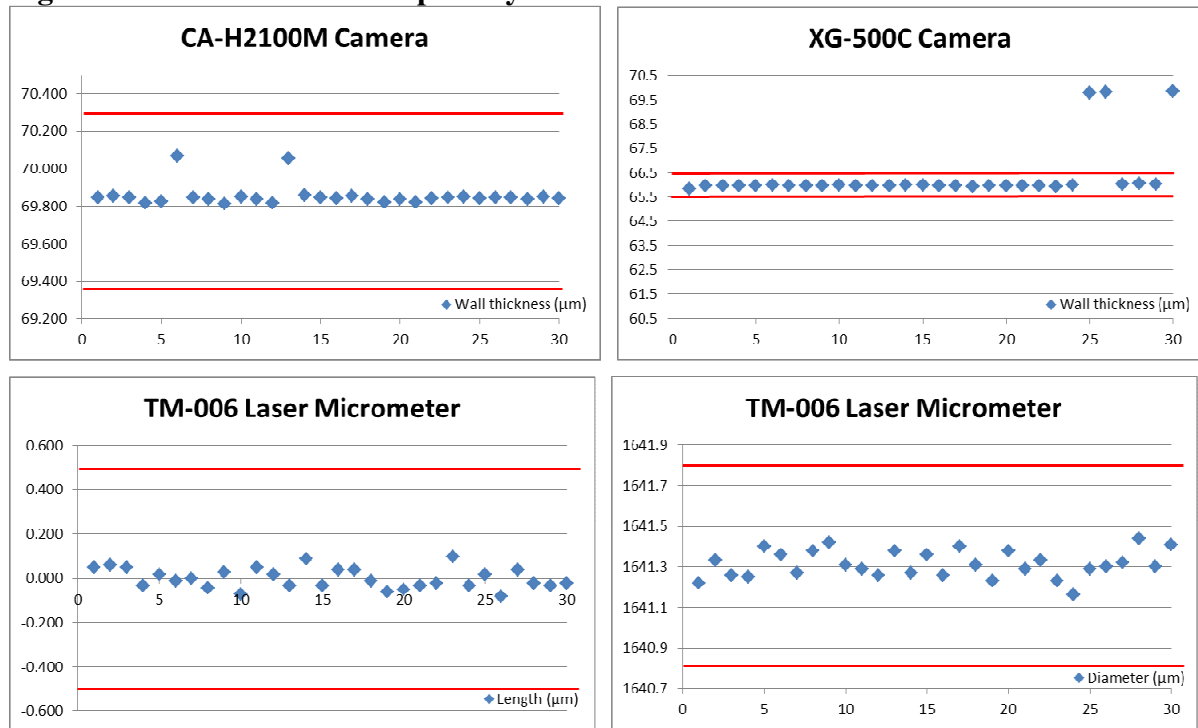 CA-H2100M Camera
70.400
70.200
70.000
69.800
69.600
69.400
69.200
0 5 10 15 20 25 30
Wall thickness (µm)
XG-500C Camera
70.5
69.5
68.5
67.5
66.5
65.5
64.5
63.5
62.5
61.5
60.5
0 5 10 15 20 25 30
Wall thickness (µm)
TM-006 Laser Micrometer
0.600
0.400
0.200
0.000
-0.200
-0.400
-0.600
0 5 10 15 20 25 30
Length (µm)
TM-006 Laser Micrometer
1641.9
1641.7
1641.5
1641.3
1641.1
1640.9
1640.7
0 5 10 15 20 25 30
Diameter (µm)